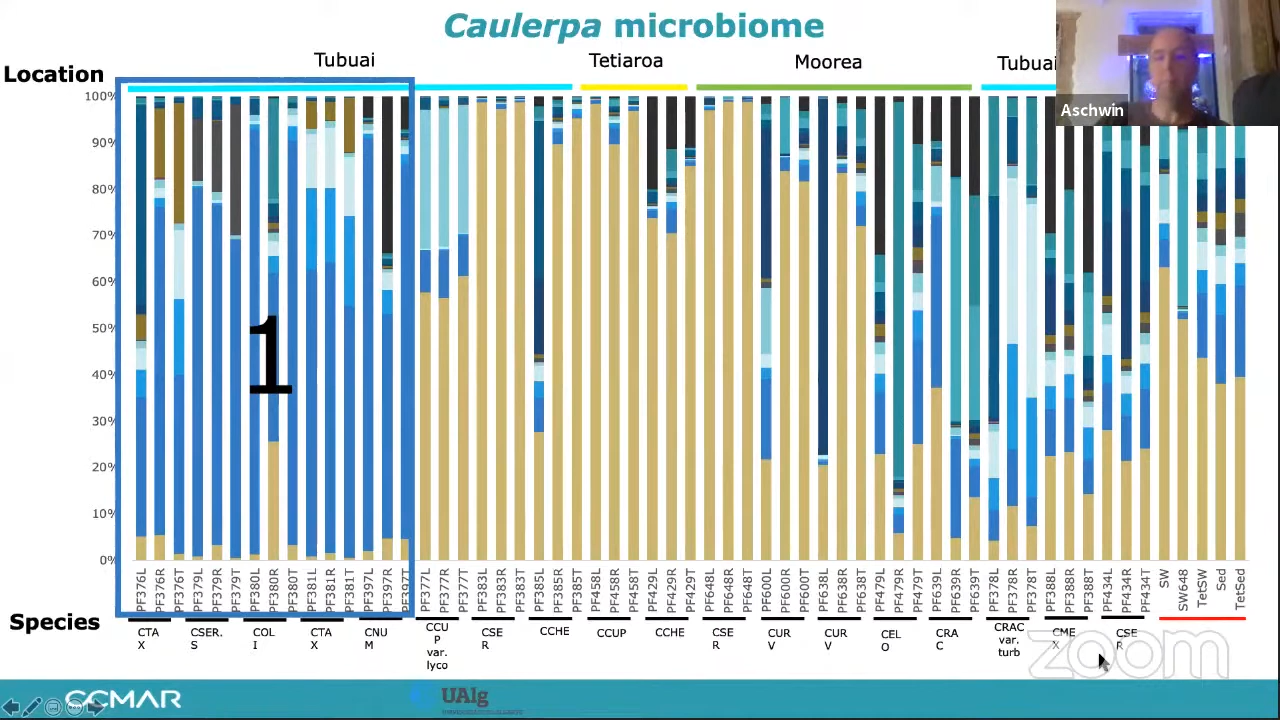 Caulerpa microbiome
Location
Tubuai
Tetiaroa
Moorea
Tubuai
Aschwin
100%
90%
80%
70%
60%
50%
40%
30%
20%
10%
0%
1
PF376L
PF376R
PF376T
PF379L
PF379R
PF379T
PF380L
PF380R
PF380T
PF381L
PF381R
PF381T
PF397L
PF397R
PF397T
PF377L
PF377R
PF377T
PF383L
PF383R
PF383T
PF385L
PF385R
PF385T
PF458L
PF458R
PF458T
PF429L
PF429R
PF429T
PF648L
PF648R
PF648T
PF600L
PF600R
PF600T
PF638L
PF638R
PF638T
PF479L
PF479R
PF479T
PF639L
PF639R
PF639T
PF378L
PF378R
PF378T
PF388L
PF388R
PF388T
PF434L
PF434R
PF434T
SW
SW648
TetSW
Sed
TetSed
Species
CTA
X
CSER.
S
COL
I
CTA
X
CNU
M
CCU
P
var.
lyco
CSE
R
CCHE
CCUP
CCHE
CSE
R
CUR
V
CUR
V
CEL
O
CRA
C
CRAC
var.
turb
CME
X
CSE
R
zoom
CCMAR
UAlg